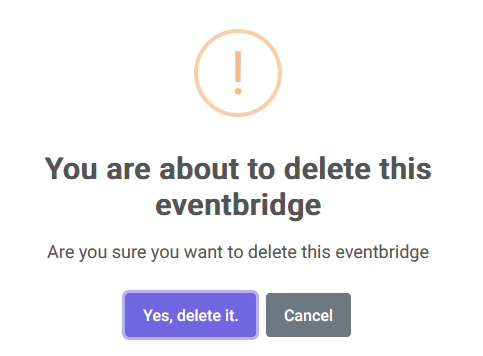 You are about to delete this
eventbridge
Are you sure you want to delete this eventbridge
Yes, delete it.
Cancel